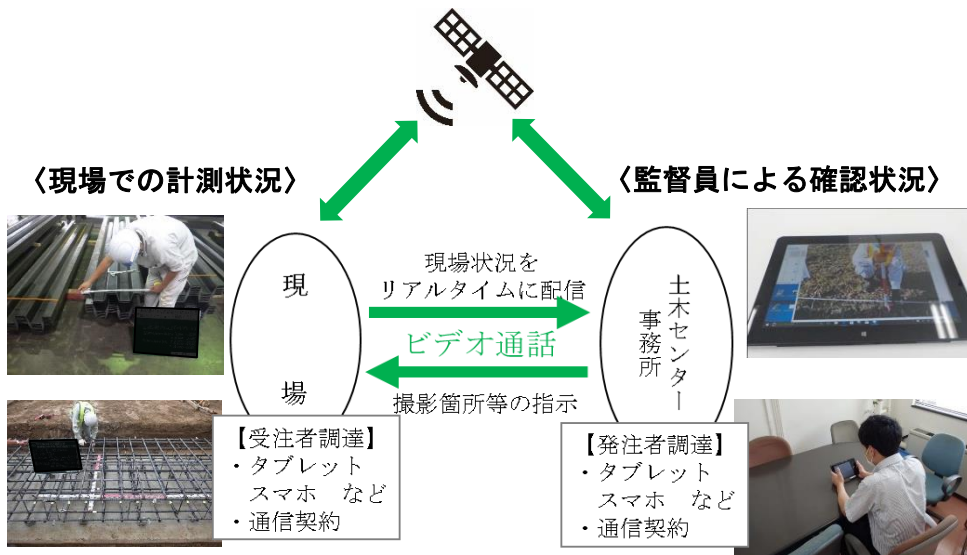 〈現場での計測状況〉
〈監督員による確認状況〉
現場
現場状況を
リアルタイムに配信
ビデオ通話
撮影箇所等の指示
土木センター
事務所
【受注者調達】
・タブレット
スマホ　など
・通信契約
【発注者調達】
・タブレット
スマホ　など
・通信契約